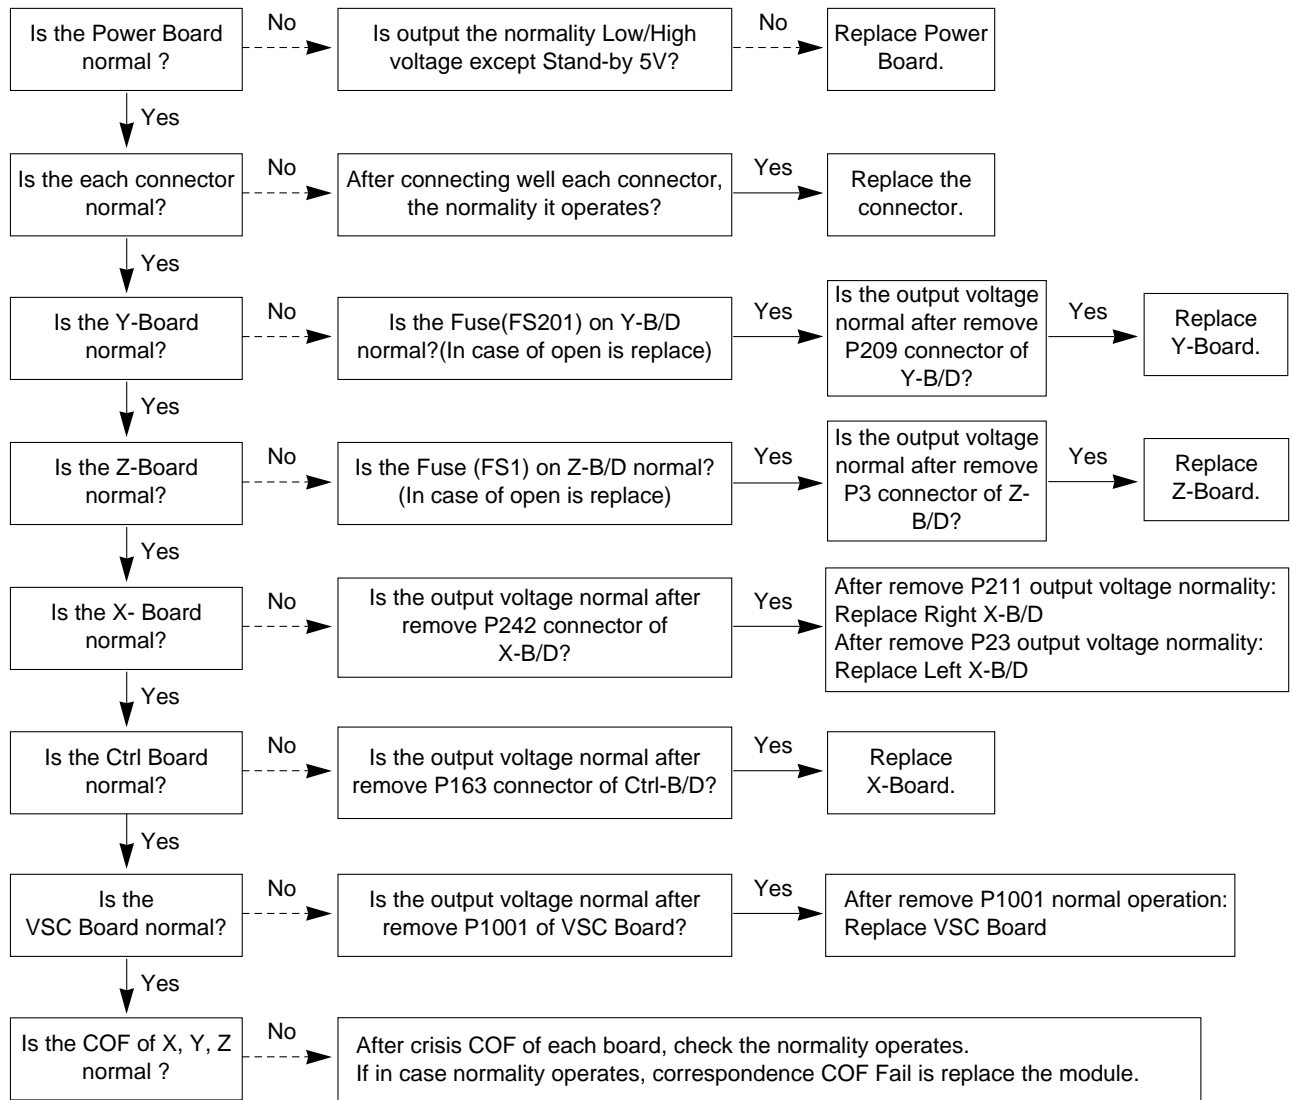 Is the Power Board
normal ?
No
Is output the normality Low/High
voltage except Stand-by 5V?
No
Replace Power
Board.
Yes
Is the each connector
normal?
No
After connecting well each connector,
the normality it operates?
Yes
Replace the
connector.
Yes
Is the Y-Board
normal?
No
Is the Fuse(FS201) on Y-B/D
normal?(In case of open is replace)
Yes
Is the output voltage
normal after remove
P209 connector of
Y-B/D?
Yes
Replace
Y-Board.
Yes
Is the Z-Board
normal?
No
Is the Fuse (FS1) on Z-B/D normal?
(In case of open is replace)
Yes
Is the output voltage
normal after remove
P3 connector of Z-
B/D?
Yes
Replace
Z-Board.
Yes
Is the X- Board
normal?
No
Is the output voltage normal after
remove P242 connector of
X-B/D?
Yes
After remove P211 output voltage normality:
Replace Right X-B/D
After remove P23 output voltage normality:
Replace Left X-B/D
Yes
Is the Ctrl Board
normal?
No
Is the output voltage normal after
remove P163 connector of Ctrl-B/D?
Yes
Replace
X-Board.
Yes
Is the
VSC Board normal?
No
Is the output voltage normal after
remove P1001 of VSC Board?
Yes
After remove P1001 normal operation:
Replace VSC Board
Yes
Is the COF of X, Y, Z
normal ?
No
After crisis COF of each board, check the normality operates.
If in case normality operates, correspondence COF Fail is replace the module.